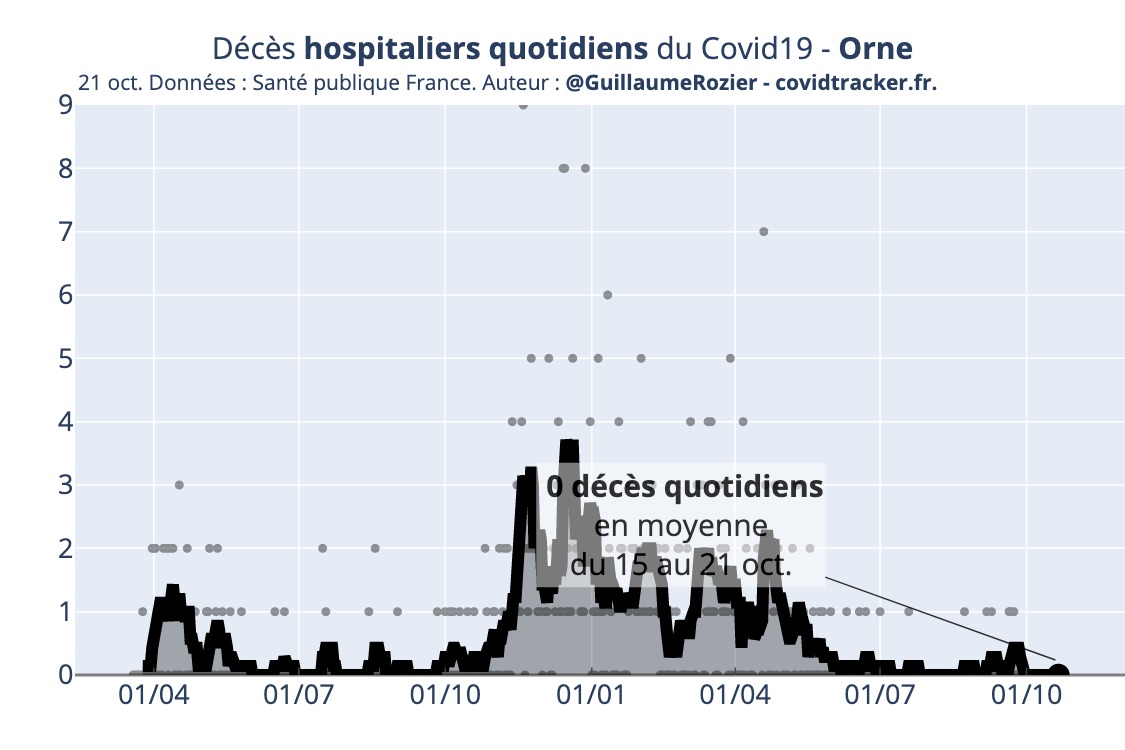 Décès hospitaliers quotidiens du Covid19 - Orne
21 oct. Données : Santé publique France. Auteur : @GuillaumeRozier - covidtracker.fr.
9
8
7
6
5
4
3
2
1
0
0 décès quotidiens
en moyenne
du 15 au 21 oct.
01/04 01/07 01/10 01/01 01/04 01/07 01/10